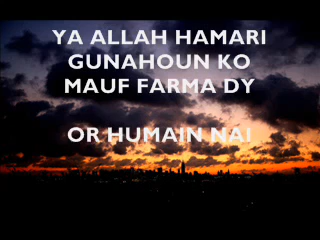 YA ALLAH HAMARI
GUNAHOUN KO
MAUF FARMA DY
OR HUMAIN NAI